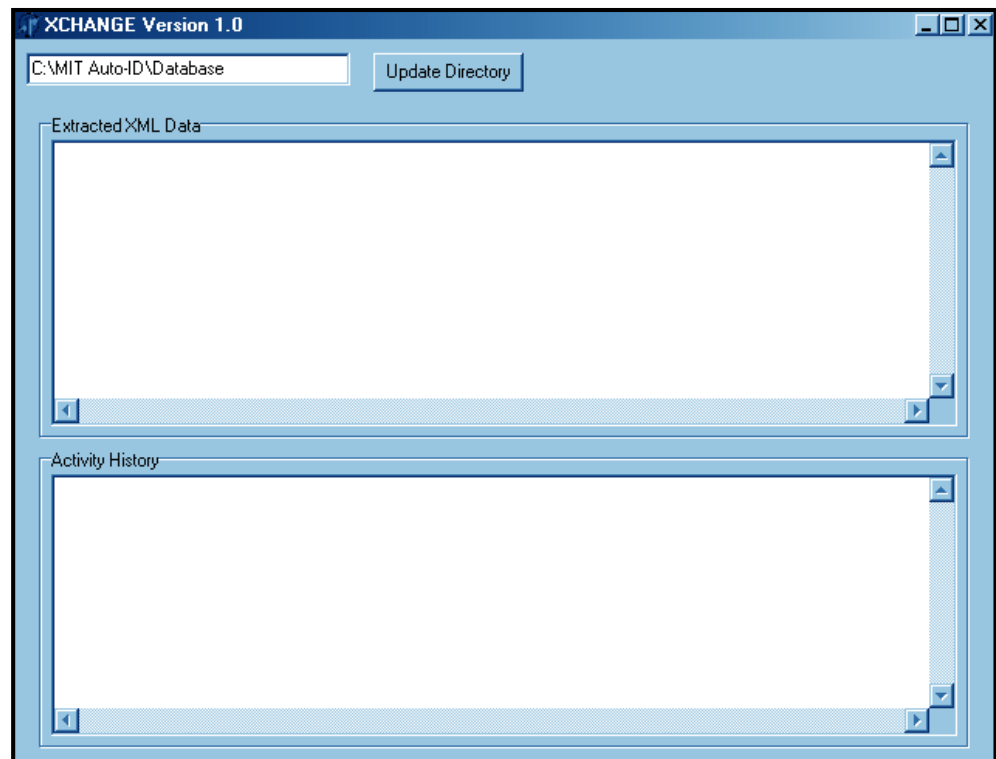 XCHANGE Version 1.0
C:\MIT Auto-ID\Database
Update Directory
Extracted XML Data
Activity History